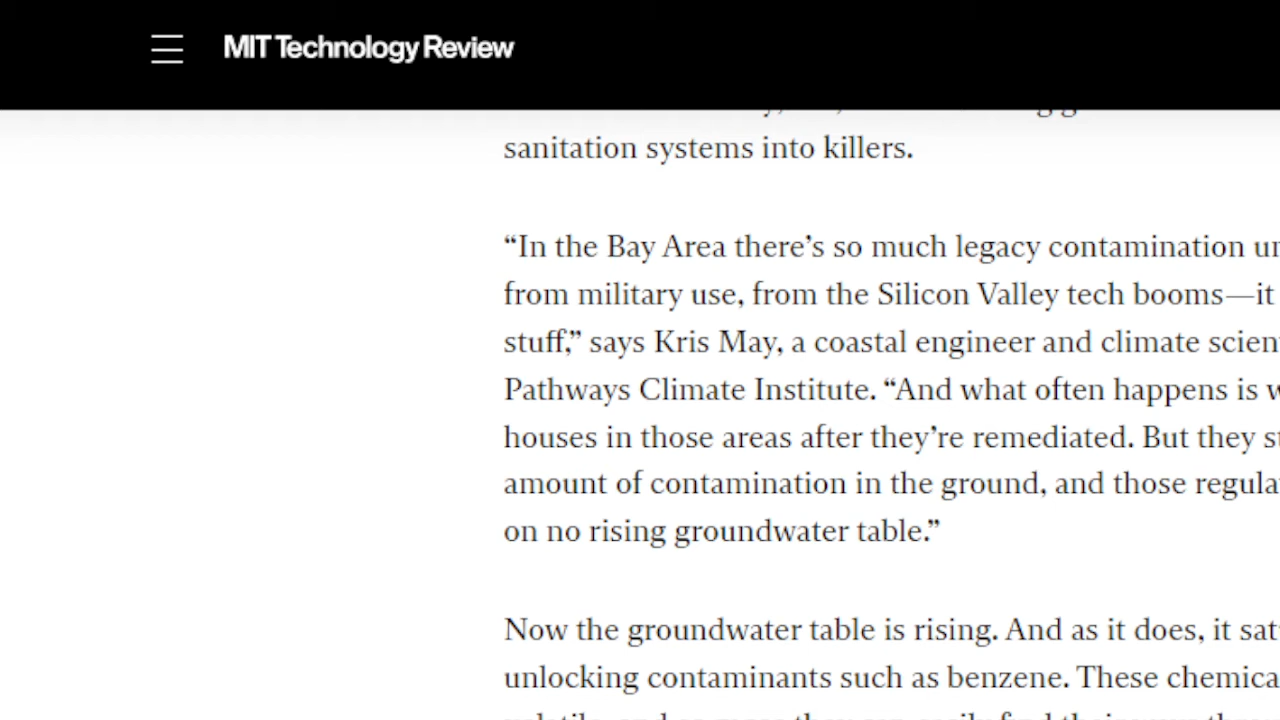 MIT Technology Review
sanitation systems into killers.
“In the Bay Area there’s so much legacy contamination
from military use, from the Silicon Valley tech booms—it
stuff,” says Kris May, a coastal engineer and climate
Pathways Climate Institute. “And what often happens is
houses in those areas after they’re remediated. But they
amount of contamination in the ground, and those
on no rising groundwater table.”
Now the groundwater table is rising. And as it does, it
unlocking contaminants such as benzene. These